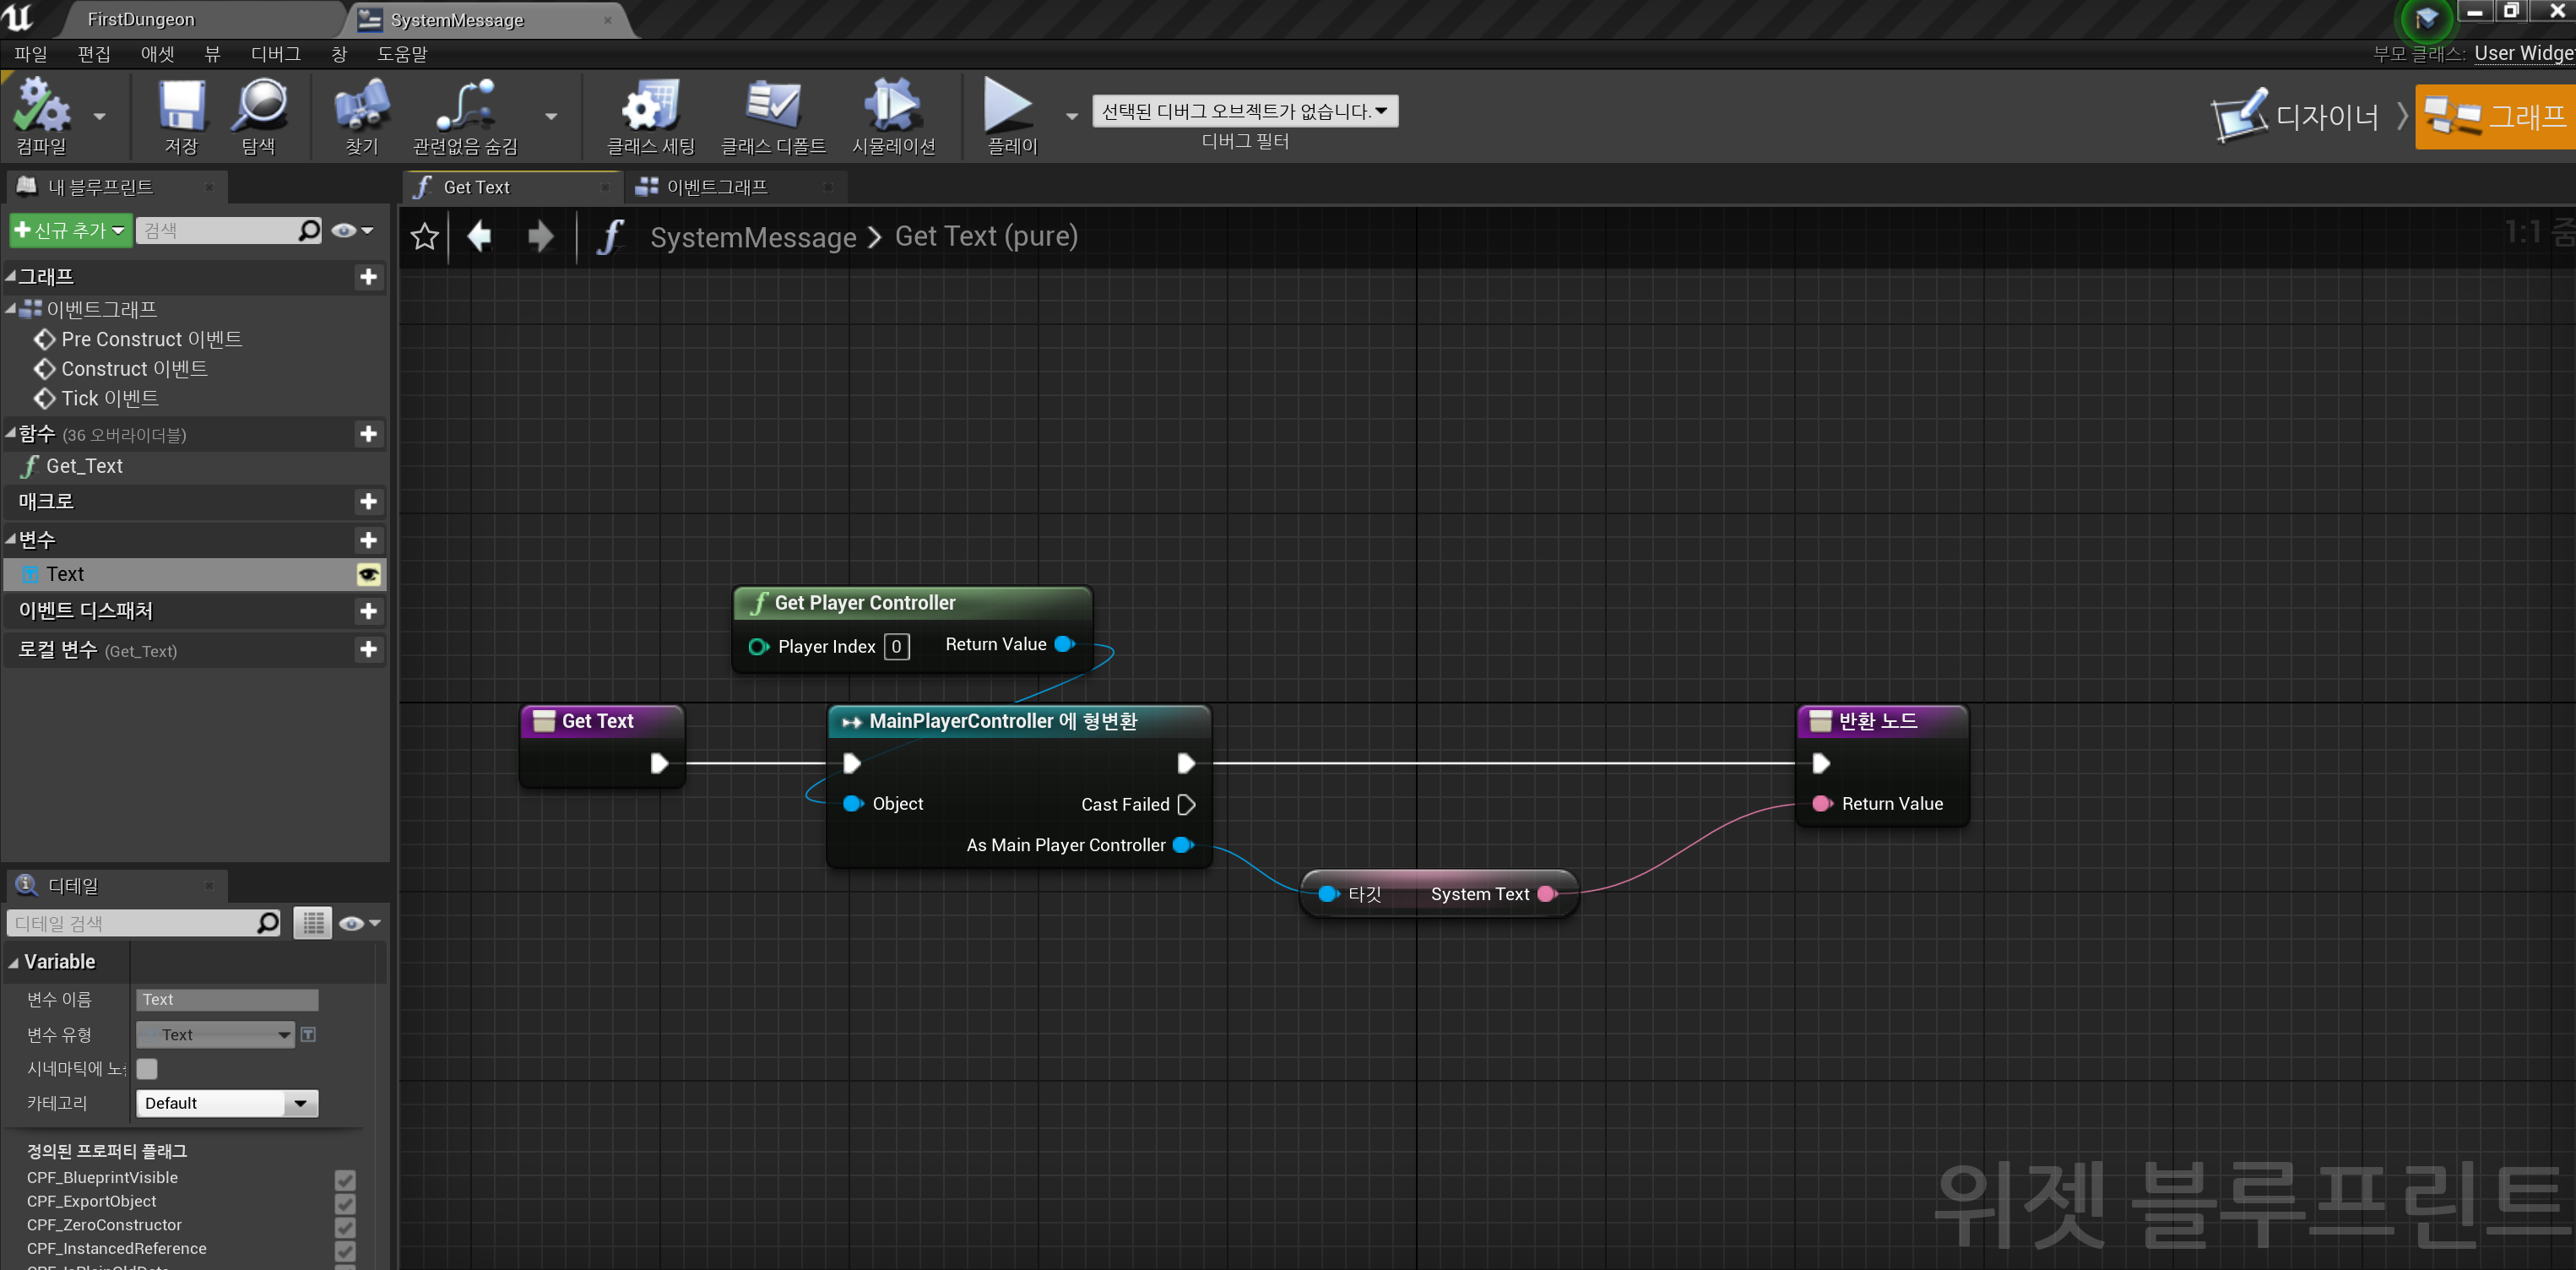 FirstDungeon
SystemMessage
파일 편집 애셋 뷰 디버그 창 도움말
부모 클래스: User Widge
컴파일 저장 탐색 찾기 관련없음 숨김 클래스 세팅 클래스 디폴트 시뮬레이션 플레이
선택된 디버그 오브젝트가 없습니다.
디버그 필터
디자이너
그래프
내 블루프린트
신규 추가
검색
그래프
이벤트그래프
Pre Construct 이벤트
Construct 이벤트
Tick 이벤트
함수 (36 오버라이더블)
Get_Text
매크로
변수
Text
이벤트 디스패처
로컬 변수 (Get_Text)
디테일
디테일 검색
Variable
변수 이름 Text
변수 유형 Text
시네마틱에 노
카테고리 Default
정의된 프로퍼티 플래그
CPF_BlueprintVisible
CPF_ExportObject
CPF_ZeroConstructor
CPF_InstancedReference
Get Text
이벤트그래프
SystemMessage > Get Text (pure)
1:1 줌
Get Player Controller
Player Index 0 Return Value
Get Text
MainPlayerController 에 형변환
Object
Cast Failed
As Main Player Controller
타깃 System Text
반환 노드
Return Value
위젯 블루프린트